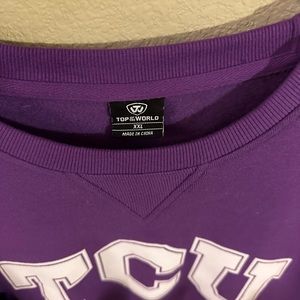 TOP OF THE WORLD
XXL
MADE IN CHINA
TCU